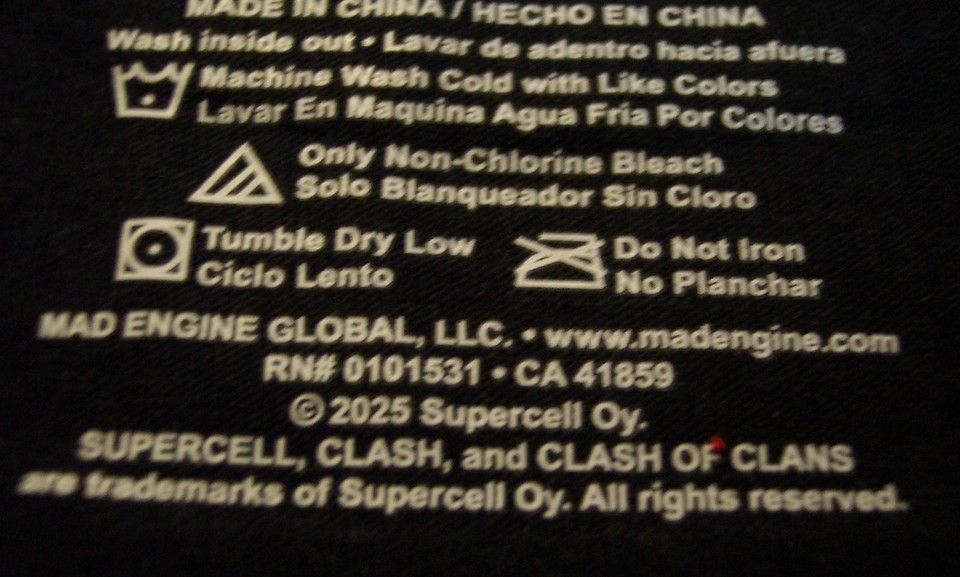 MADE IN CHINA / HECHO EN CHINA
Wash inside out • Lavar de adentro hacia afuera
Machine Wash Cold with Like Colors
Lavar En Maquina Agua Fria Por Colores
Only Non-Chlorine Bleach
Solo Blanqueador Sin Cloro
Tumble Dry Low
Ciclo Lento
Do Not Iron
No Planchar
MAD ENGINE GLOBAL, LLC. • www.madengine.com
RN# 0101531 • CA 41859
© 2025 Supercell Oy.
SUPERCELL, CLASH, and CLASH OF CLANS
are trademarks of Supercell Oy. All rights reserved.